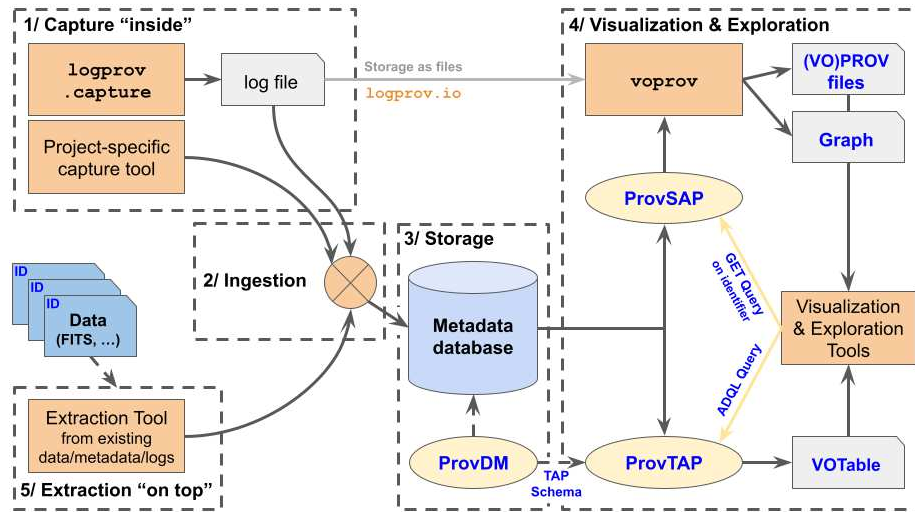 1/ Capture “inside”
logprov
.capture
log file
Project-specific
capture tool
Storage as files
logprov.io
2/ Ingestion
3/ Storage
Metadata
database
ProvDM
TAP
Schema
4/ Visualization & Exploration
voprov
(VO)PROV
files
Graph
ProvSAP
GET Query
on identifier
ADQL Query
Visualization
& Exploration
Tools
ProvTAP
VOTable
ID
ID
ID
Data
(FITS, ...)
Extraction Tool
from existing
data/metadata/logs
5/ Extraction “on top”